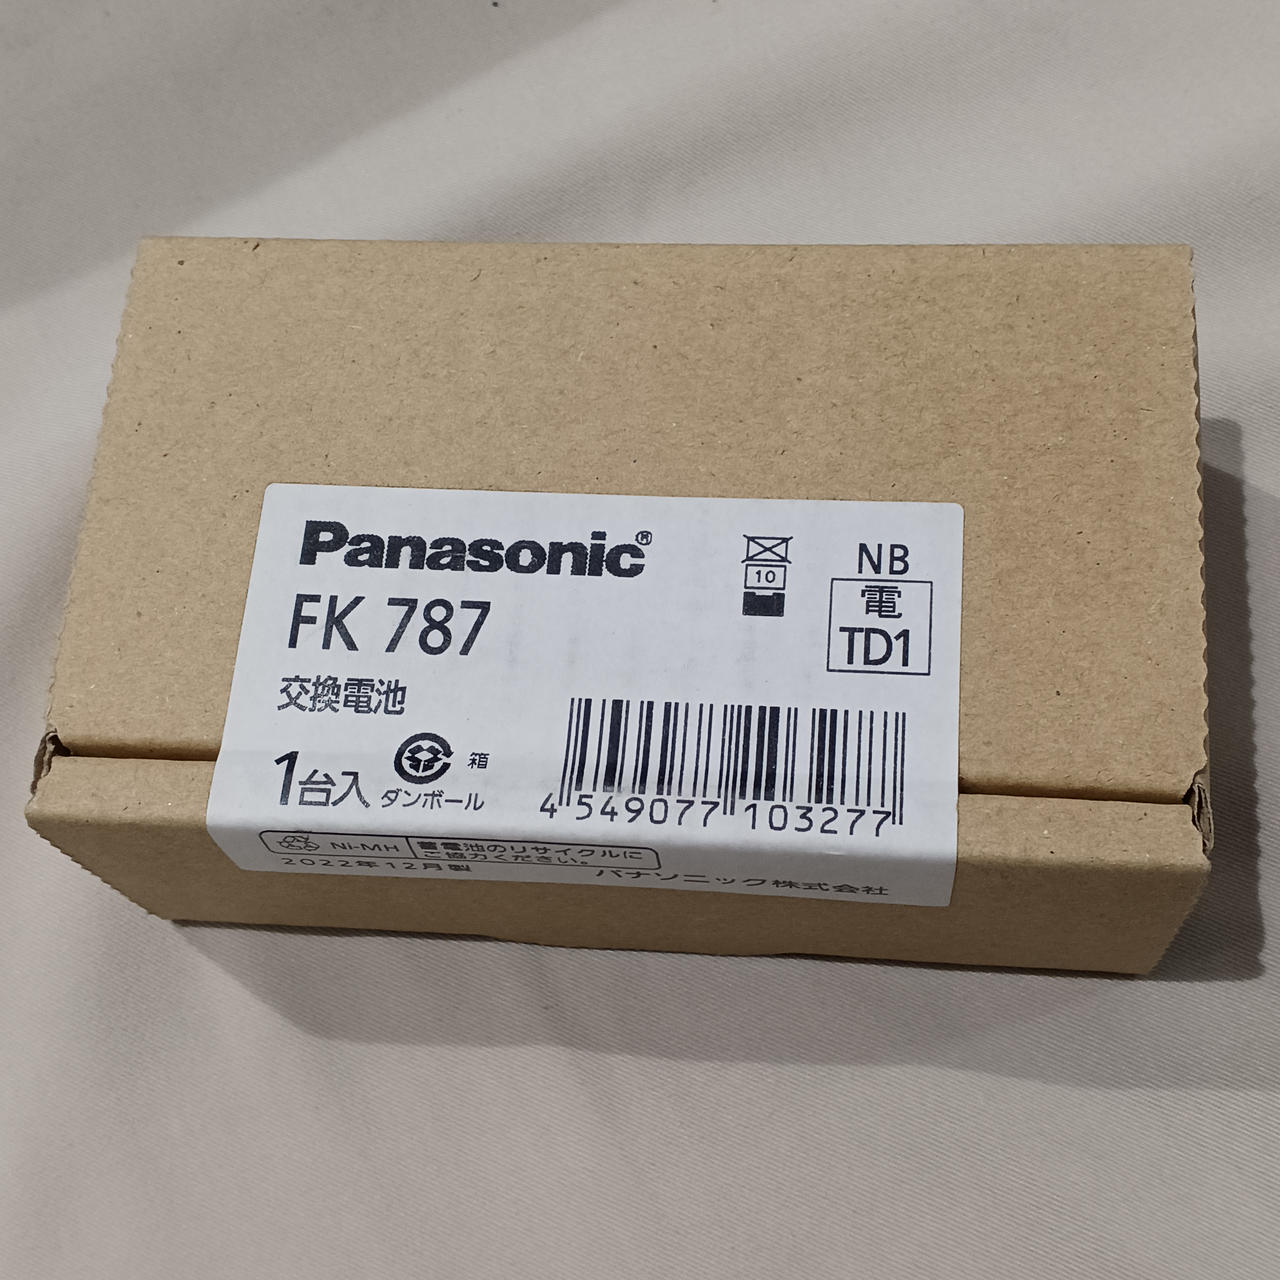 Panasonic®
FK 787
交換電池
1台入
ダンボール
箱
10
NB
電
TD1
4 549077 103277
Ni-MH
蓄電池のリサイクルに
ご協力ください。
2022年12月製
パナソニック株式会社